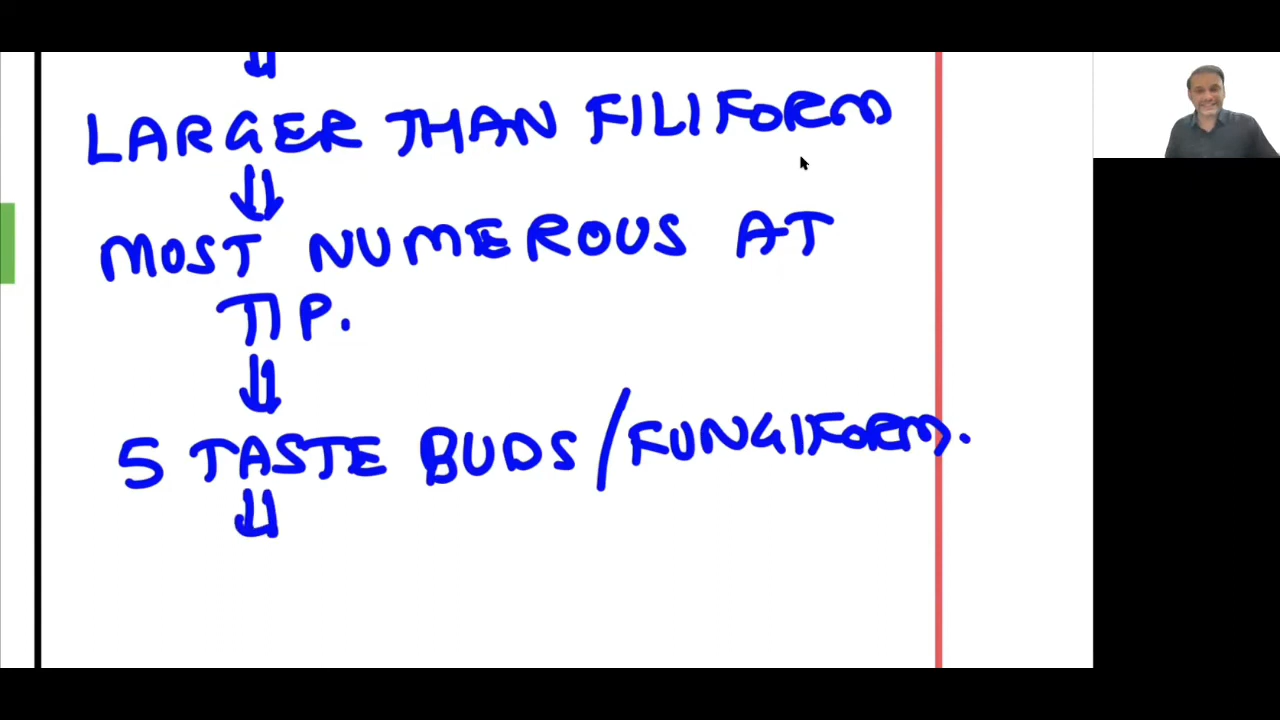 LARGER THAN FILIFORM
MOST NUMEROUS AT
TIP.
5 TASTE BUDS/FUNGIFORM.